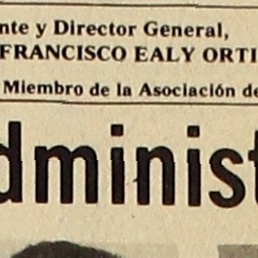 nte y Director General,
FRANCISCO EALY ORTI
Miembro de la Asociación de
dminist